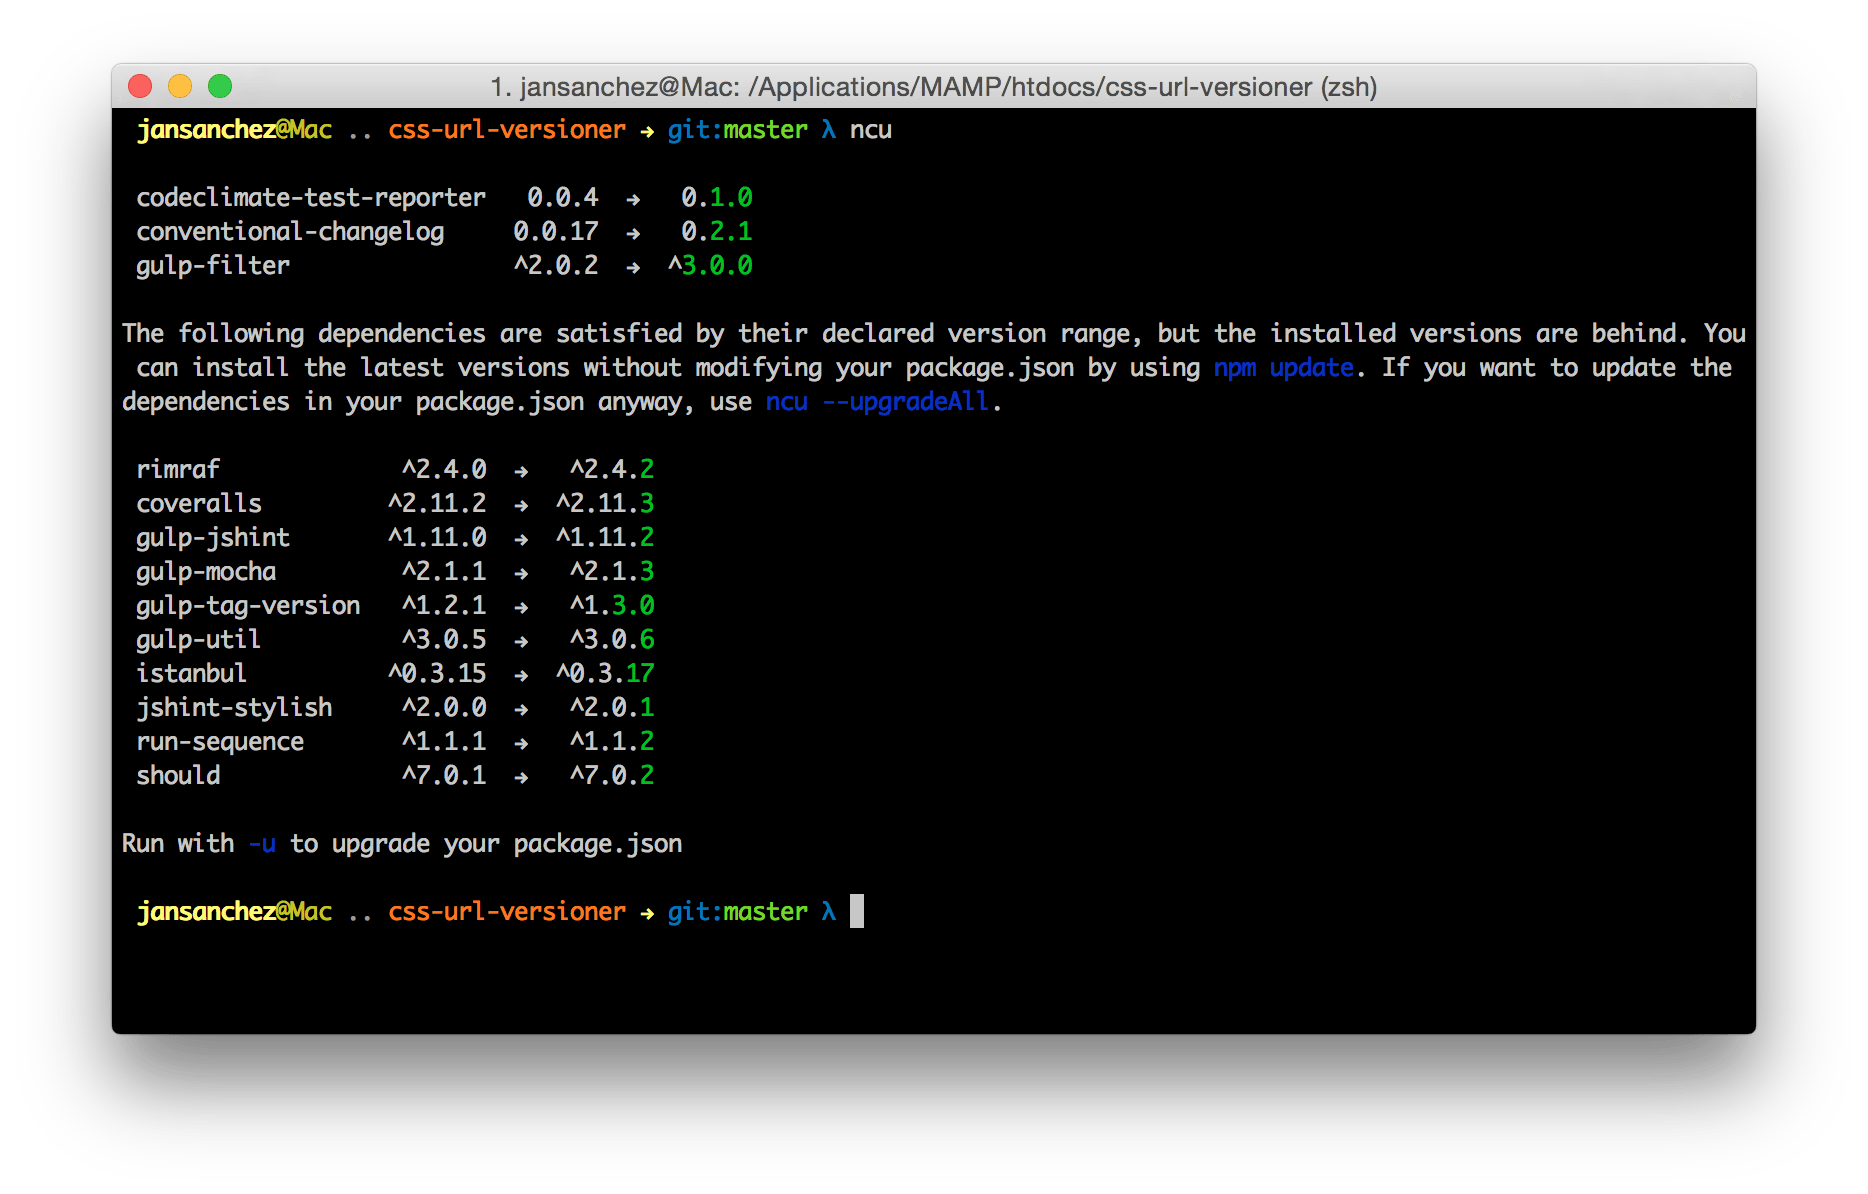 1. jansanchez@Mac: /Applications/MAMP/htdocs/css-url-versioner (zsh)
jansanchez@Mac .. css-url-versioner → git:master λ ncu
codeclimate-test-reporter 0.0.4 → 0.1.0
conventional-changelog 0.0.17 → 0.2.1
gulp-filter ^2.0.2 → ^3.0.0
The following dependencies are satisfied by their declared version range, but the installed versions are behind. You
can install the latest versions without modifying your package.json by using npm update. If you want to update the
dependencies in your package.json anyway, use ncu --upgradeAll.
rimraf ^2.4.0 → ^2.4.2
coveralls ^2.11.2 → ^2.11.3
gulp-jshint ^1.11.0 → ^1.11.2
gulp-mocha ^2.1.1 → ^2.1.3
gulp-tag-version ^1.2.1 → ^1.3.0
gulp-util ^3.0.5 → ^3.0.6
istanbul ^0.3.15 → ^0.3.17
jshint-stylish ^2.0.0 → ^2.0.1
run-sequence ^1.1.1 → ^1.1.2
should ^7.0.1 → ^7.0.2
Run with -u to upgrade your package.json
jansanchez@Mac .. css-url-versioner → git:master λ